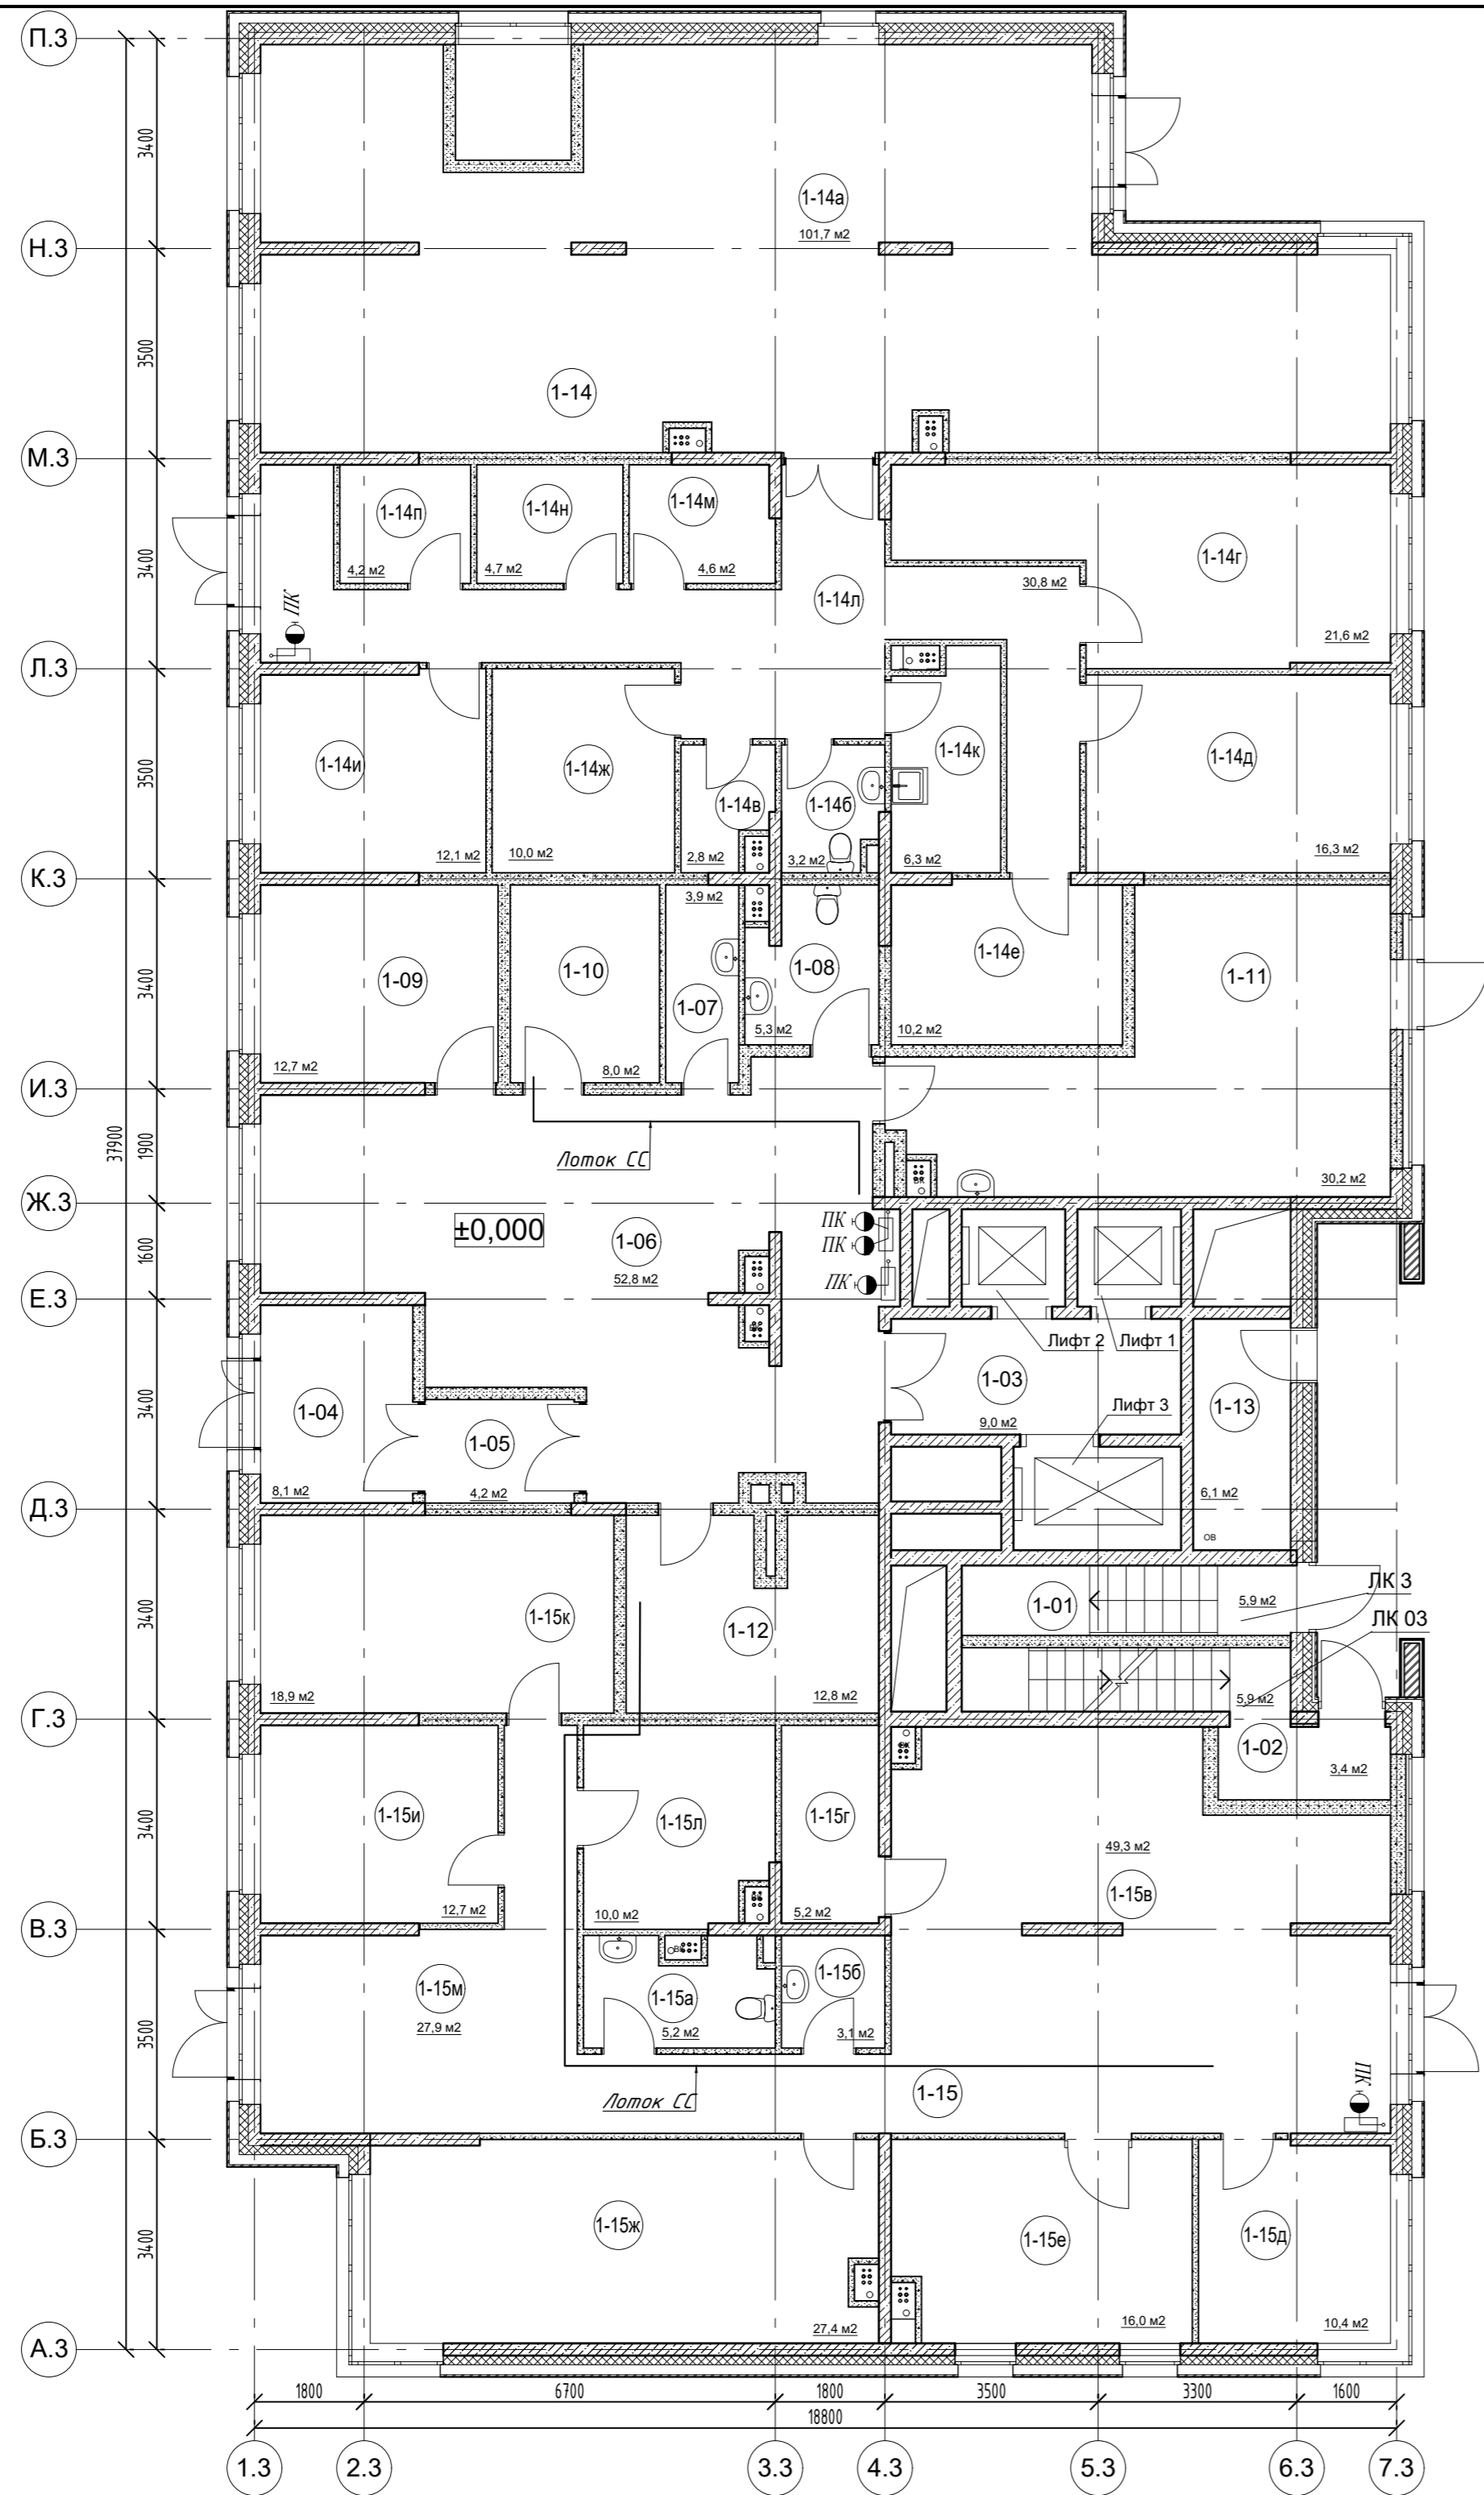 П.3
3400
1-14а
101,7 м2
Н.3
3500
1-14
М.3
1-14п
1-14н
1-14м
4,2 м2
4,7 м2
4,6 м2
1-14г
3400
ПК
1-14л
30,8 м2
21,6 м2
Л.3
1-14и
1-14ж
1-14к
1-14д
3500
1-14в
1-14б
12,1 м2
10,0 м2
2,8 м2
3,2 м2
6,3 м2
16,3 м2
К.3
3,9 м2
1-09
1-10
1-07
1-08
1-14е
1-11
3400
12,7 м2
8,0 м2
5,3 м2
10,2 м2
И.3
37900
1900
Лоток СС
30,2 м2
Ж.3
±0,000
1-06
52,8 м2
ПК
ПК
ПК
1600
Е.3
Лифт 2
Лифт 1
3400
1-04
1-05
1-03
1-13
9,0 м2
Лифт 3
8,1 м2
4,2 м2
6,1 м2
ОВ
Д.3
3400
1-15к
1-12
1-01
5,9 м2
ЛК 3
ЛК 03
18,9 м2
12,8 м2
5,9 м2
Г.3
1-02
3,4 м2
3400
1-15и
1-15л
1-15г
49,3 м2
1-15в
12,7 м2
10,0 м2
5,2 м2
В.3
1-15м
27,9 м2
1-15а
5,2 м2
1-15б
3,1 м2
3500
Лоток СС
1-15
ПК
Б.3
3400
1-15ж
1-15е
1-15д
27,4 м2
16,0 м2
10,4 м2
А.3
1800
6700
1800
3500
3300
1600
18800
1.3
2.3
3.3
4.3
5.3
6.3
7.3